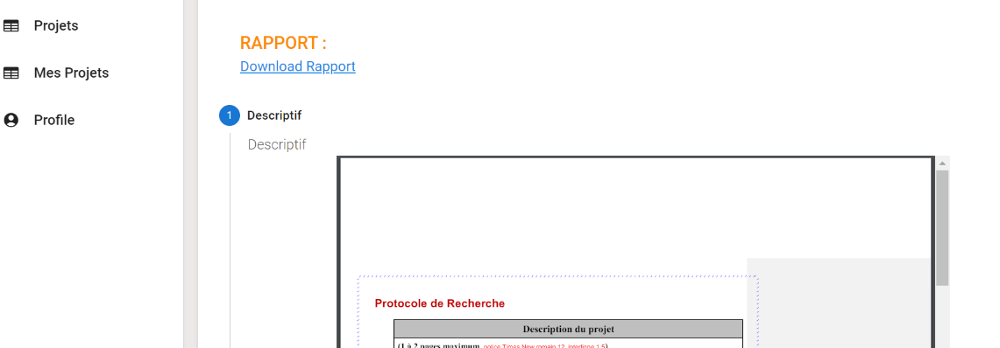 Projets
Mes Projets
Profile
RAPPORT :
Download Rapport
1 Descriptif
Descriptif
Protocole de Recherche
Description du projet
(1 à 2 pages maximum, police Times New romain 12, interligne 1,5)